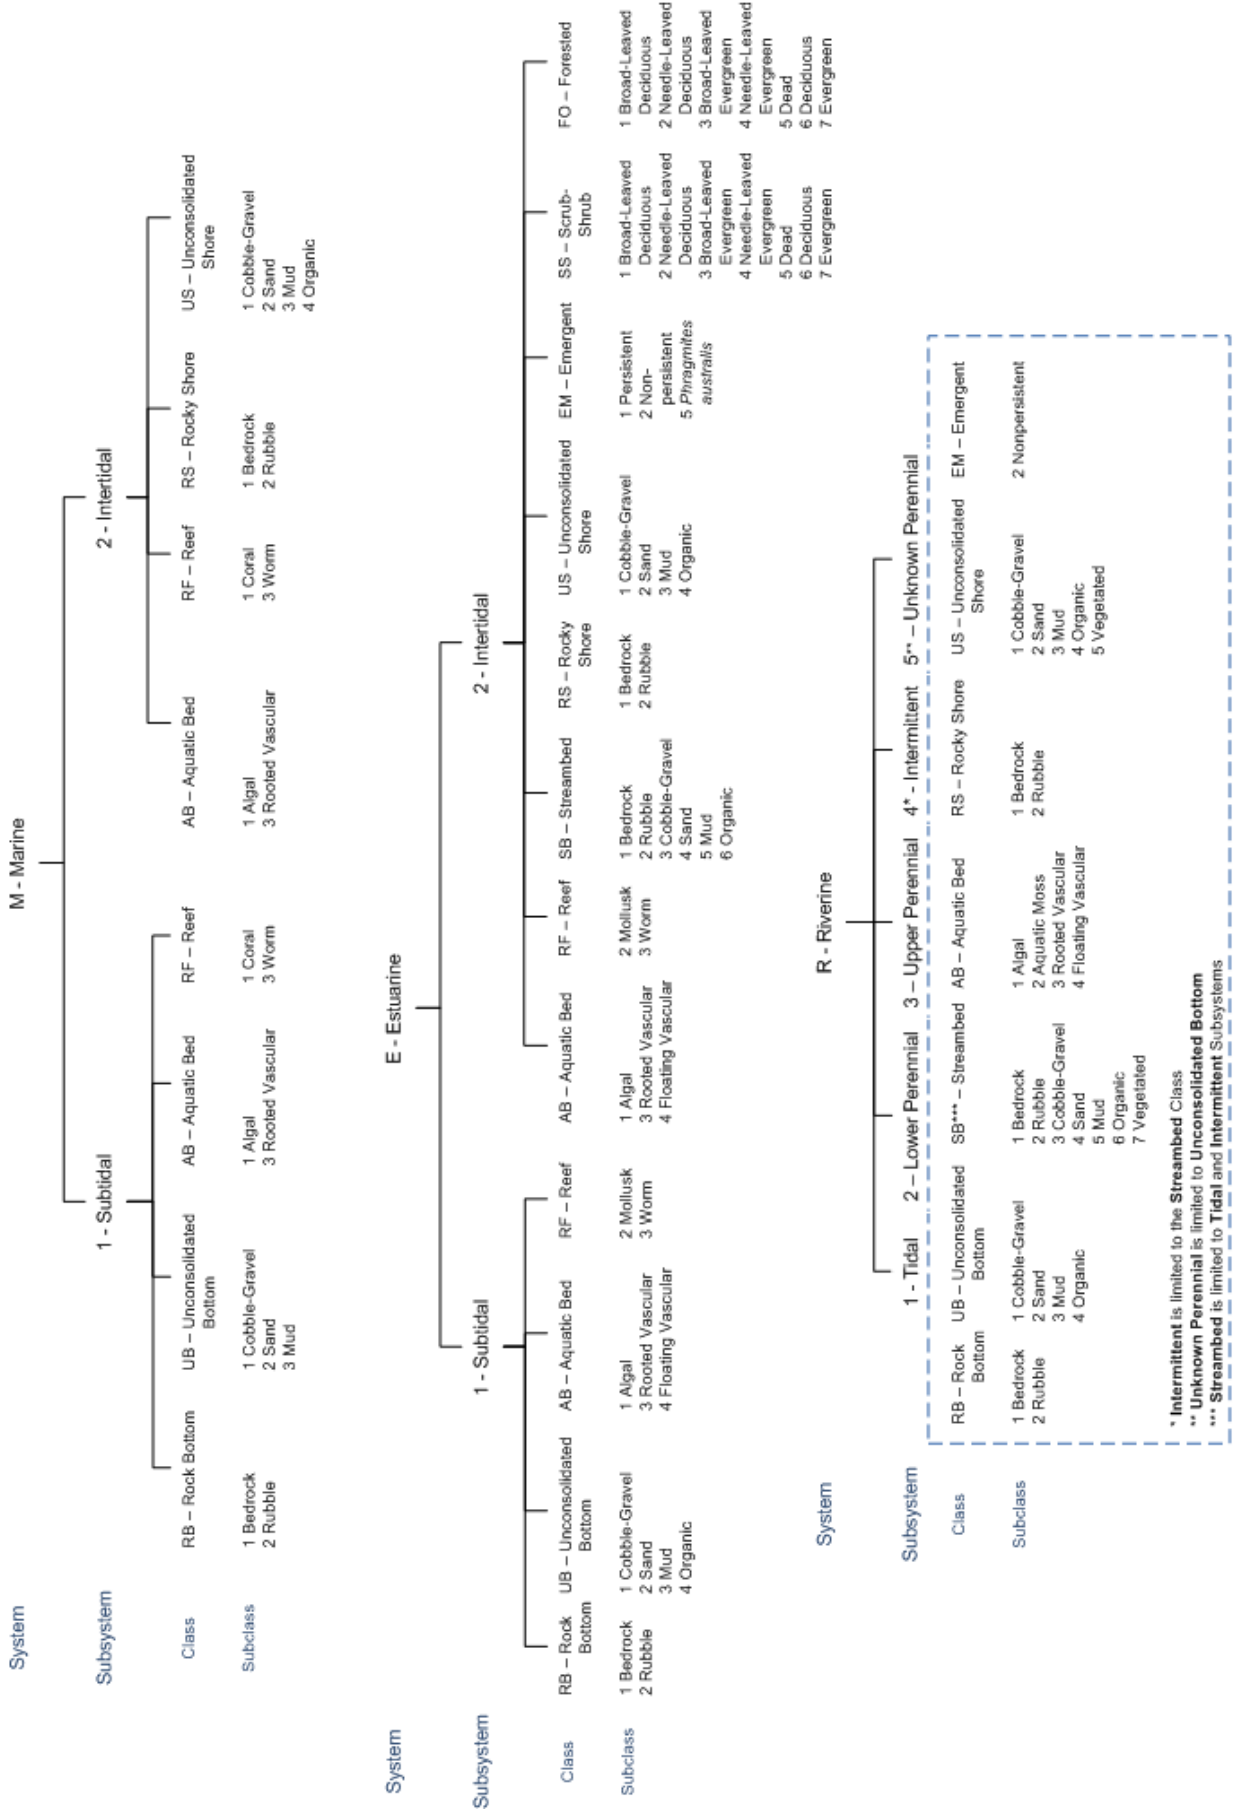 System
M - Marine
Subsystem
1 - Subtidal
2 - Intertidal
Class
RB – Rock Bottom
UB – Unconsolidated
Bottom
AB – Aquatic Bed
RF – Reef
AB – Aquatic Bed
RF – Reef
RS – Rocky Shore
US – Unconsolidated
Shore
Subclass
1 Bedrock
2 Rubble
1 Cobble-Gravel
2 Sand
3 Mud
1 Algal
3 Rooted Vascular
1 Coral
3 Worm
1 Algal
3 Rooted Vascular
1 Coral
3 Worm
1 Bedrock
2 Rubble
1 Cobble-Gravel
2 Sand
3 Mud
4 Organic
System
E - Estuarine
Subsystem
1 - Subtidal
2 - Intertidal
Class
RB – Rock
Bottom
UB – Unconsolidated
Bottom
AB – Aquatic Bed
RF – Reef
AB – Aquatic Bed
RF – Reef
SB – Streambed
RS – Rocky
Shore
US – Unconsolidated
Shore
EM – Emergent
SS – Scrub-
Shrub
FO – Forested
Subclass
1 Bedrock
2 Rubble
1 Cobble-Gravel
2 Sand
3 Mud
4 Organic
1 Algal
3 Rooted Vascular
4 Floating Vascular
2 Mollusk
3 Worm
1 Algal
3 Rooted Vascular
4 Floating Vascular
2 Mollusk
3 Worm
1 Bedrock
2 Rubble
3 Cobble-Gravel
4 Sand
5 Mud
6 Organic
1 Bedrock
2 Rubble
1 Cobble-Gravel
2 Sand
3 Mud
4 Organic
1 Persistent
2 Non-
persistent
5 Phragmites
australis
1 Broad-Leaved
Deciduous
2 Needle-Leaved
Deciduous
3 Broad-Leaved
Evergreen
4 Needle-Leaved
Evergreen
5 Dead
6 Deciduous
7 Evergreen
1 Broad-Leaved
Deciduous
2 Needle-Leaved
Deciduous
3 Broad-Leaved
Evergreen
4 Needle-Leaved
Evergreen
5 Dead
6 Deciduous
7 Evergreen
System
R - Riverine
Subsystem
1 - Tidal
2 – Lower Perennial
3 – Upper Perennial
4* - Intermittent
5** – Unknown Perennial
Class
RB – Rock
Bottom
UB – Unconsolidated
Bottom
SB*** – Streambed
AB – Aquatic Bed
RS – Rocky Shore
US – Unconsolidated
Shore
EM – Emergent
Subclass
1 Bedrock
2 Rubble
1 Cobble-Gravel
2 Sand
3 Mud
4 Organic
1 Bedrock
2 Rubble
3 Cobble-Gravel
4 Sand
5 Mud
6 Organic
7 Vegetated
1 Algal
2 Aquatic Moss
3 Rooted Vascular
4 Floating Vascular
1 Bedrock
2 Rubble
1 Cobble-Gravel
2 Sand
3 Mud
4 Organic
5 Vegetated
2 Nonpersistent
* Intermittent is limited to the Streambed Class
** Unknown Perennial is limited to Unconsolidated Bottom
*** Streambed is limited to Tidal and Intermittent Subsystems